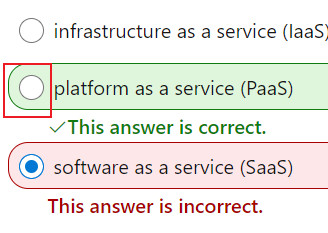 infrastructure as a service (IaaS)
platform as a service (PaaS)
This answer is correct.
software as a service (SaaS)
This answer is incorrect.